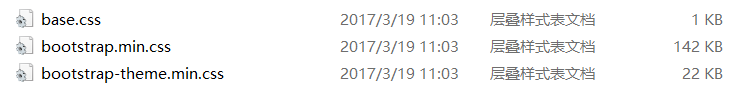 base.css 2017/3/19 11:03 层叠样式表文档 1 KB
bootstrap.min.css 2017/3/19 11:03 层叠样式表文档 142 KB
bootstrap-theme.min.css 2017/3/19 11:03 层叠样式表文档 22 KB